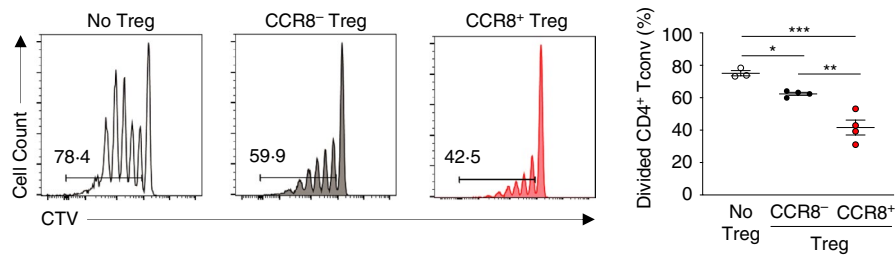 No Treg
CCR8⁻ Treg
CCR8⁺ Treg
Cell Count
78·4
59·9
42·5
CTV
Divided CD4⁺ Tconv (%)
100
80
60
40
20
0
***
*
**
No
Treg
CCR8⁻ CCR8⁺
Treg